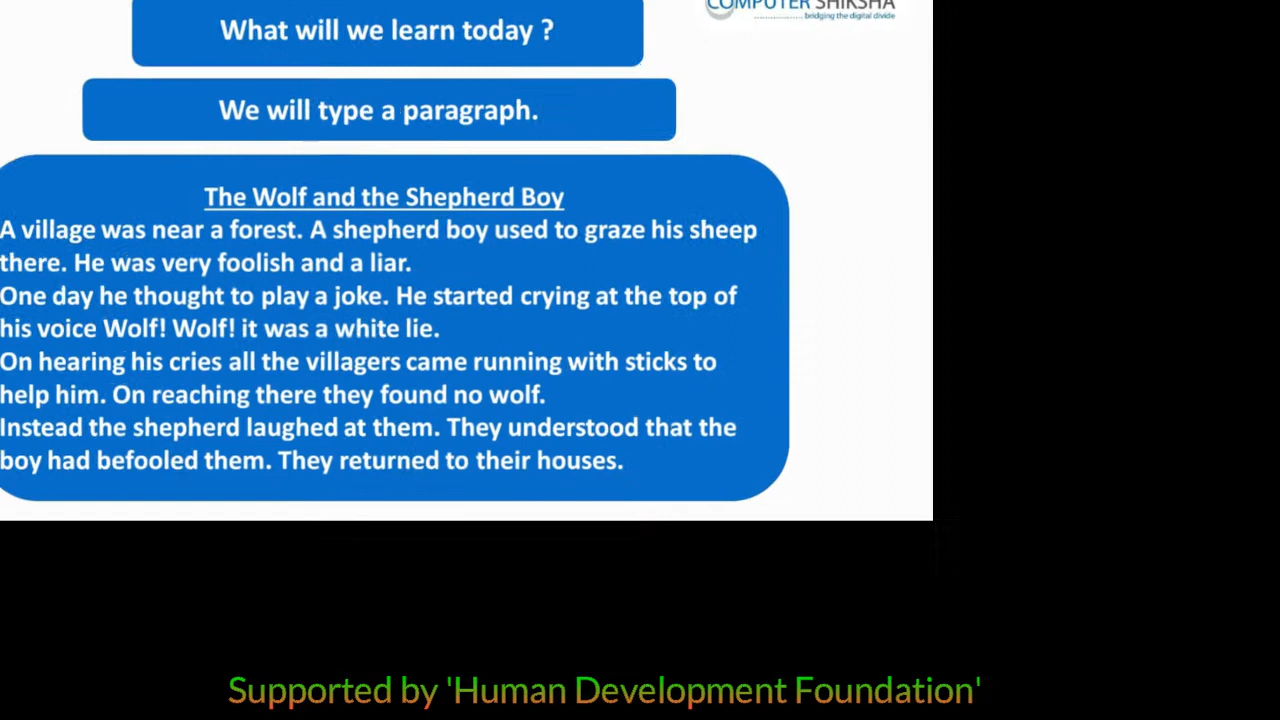 COMPUTER SHIKSHA
..................bridging the digital divide
What will we learn today ?
We will type a paragraph.
The Wolf and the Shepherd Boy
A village was near a forest. A shepherd boy used to graze his sheep
there. He was very foolish and a liar.
One day he thought to play a joke. He started crying at the top of
his voice Wolf! Wolf! it was a white lie.
On hearing his cries all the villagers came running with sticks to
help him. On reaching there they found no wolf.
Instead the shepherd laughed at them. They understood that the
boy had befooled them. They returned to their houses.
Supported by 'Human Development Foundation'